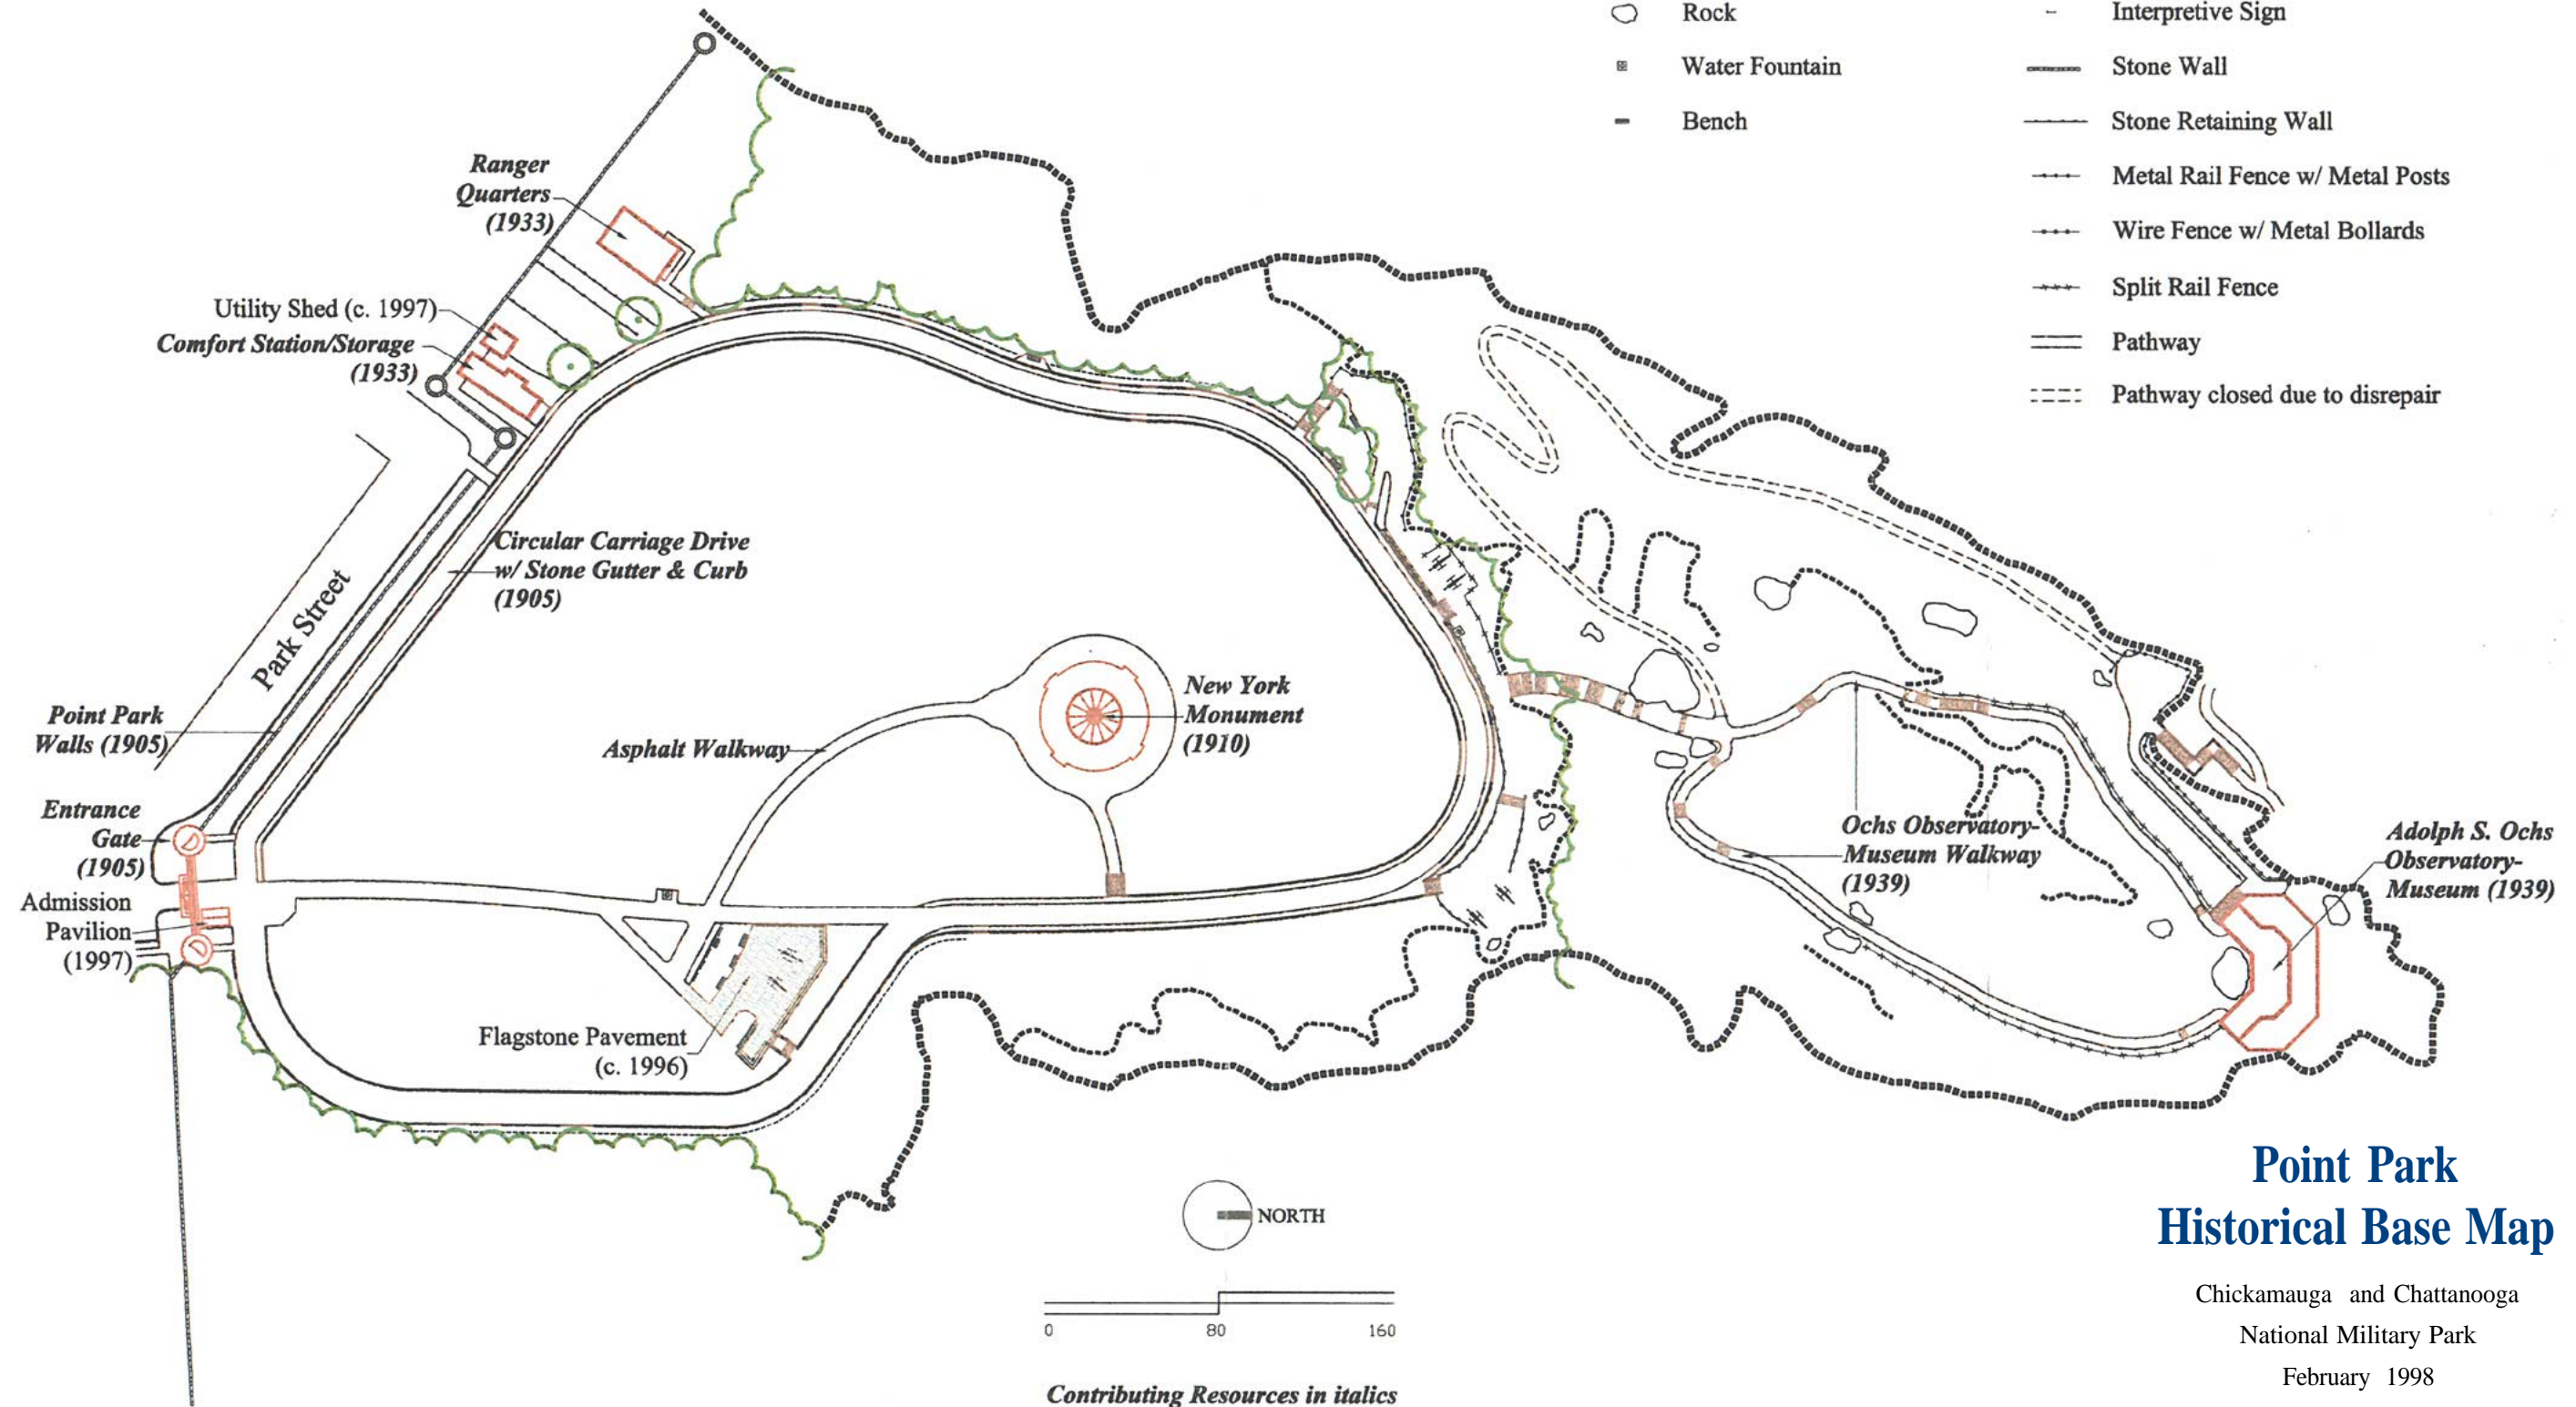 Rock
Water Fountain
Bench
Interpretive Sign
Stone Wall
Stone Retaining Wall
Metal Rail Fence w/ Metal Posts
Wire Fence w/ Metal Bollards
Split Rail Fence
Pathway
Pathway closed due to disrepair
Ranger
Quarters
(1933)
Utility Shed (c. 1997)
Comfort Station/Storage
(1933)
Circular Carriage Drive
w/ Stone Gutter & Curb
(1905)
Park Street
Point Park
Walls (1905)
Entrance
Gate
(1905)
Admission
Pavilion
(1997)
Asphalt Walkway
New York
Monument
(1910)
Flagstone Pavement
(c. 1996)
Ochs Observatory-
Museum Walkway
(1939)
Adolph S. Ochs
Observatory-
Museum (1939)
NORTH
0 80 160
Contributing Resources in italics
Point Park
Historical Base Map
Chickamauga and Chattanooga
National Military Park
February 1998